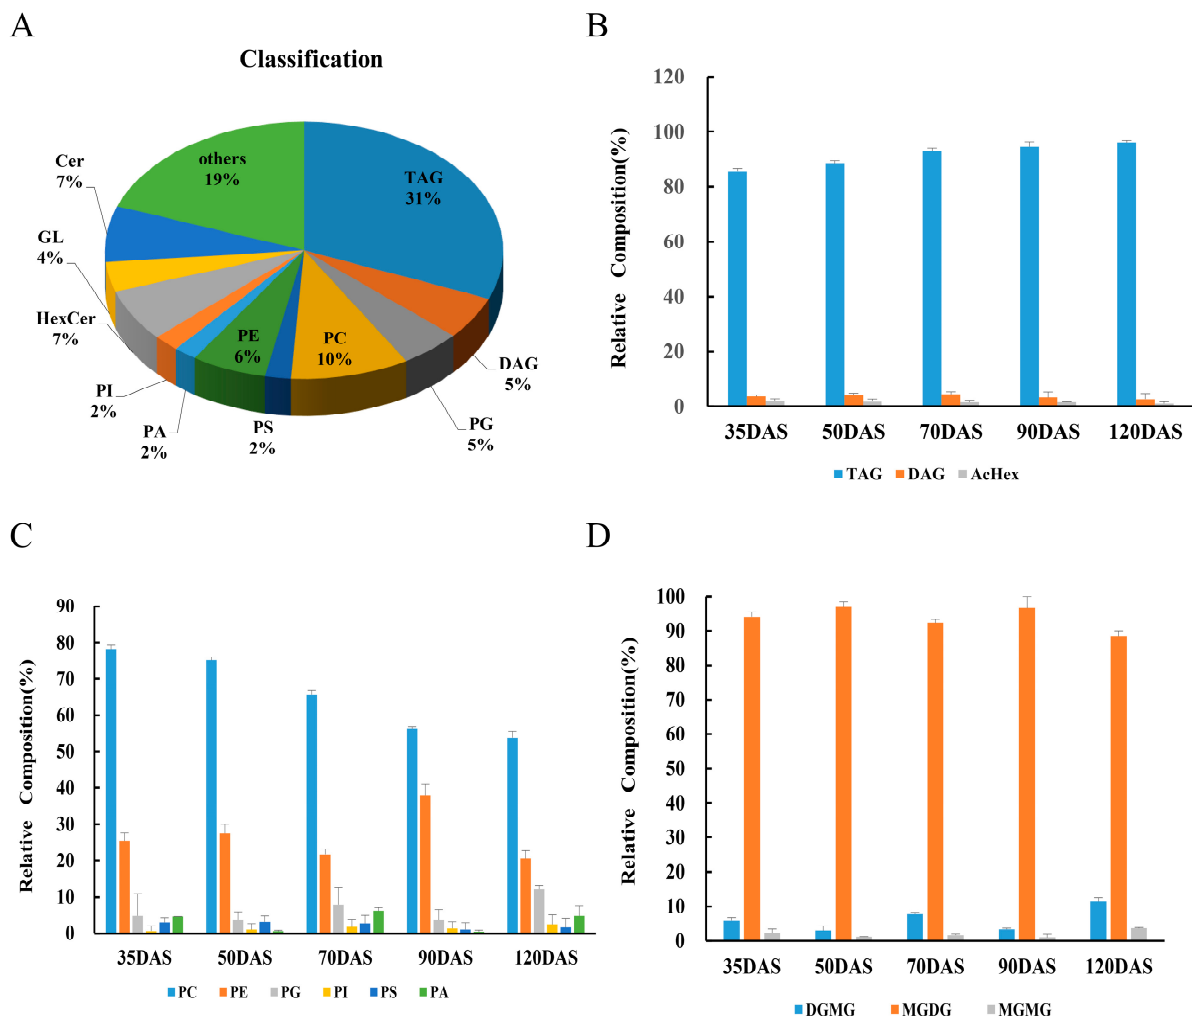 A
Classification
others
19%
TAG
31%
Cer
7%
GL
4%
HexCer
7%
PI
2%
PA
2%
PE
6%
PS
2%
PC
10%
PG
5%
DAG
5%
B
Relative Composition(%)
120
100
80
60
40
20
0
35DAS 50DAS 70DAS 90DAS 120DAS
TAG DAG AcHex
C
Relative Composition(%)
90
80
70
60
50
40
30
20
10
0
35DAS 50DAS 70DAS 90DAS 120DAS
PC PE PG PI PS PA
D
Relative Composition(%)
100
90
80
70
60
50
40
30
20
10
0
35DAS 50DAS 70DAS 90DAS 120DAS
DGMG MGDG MGMG